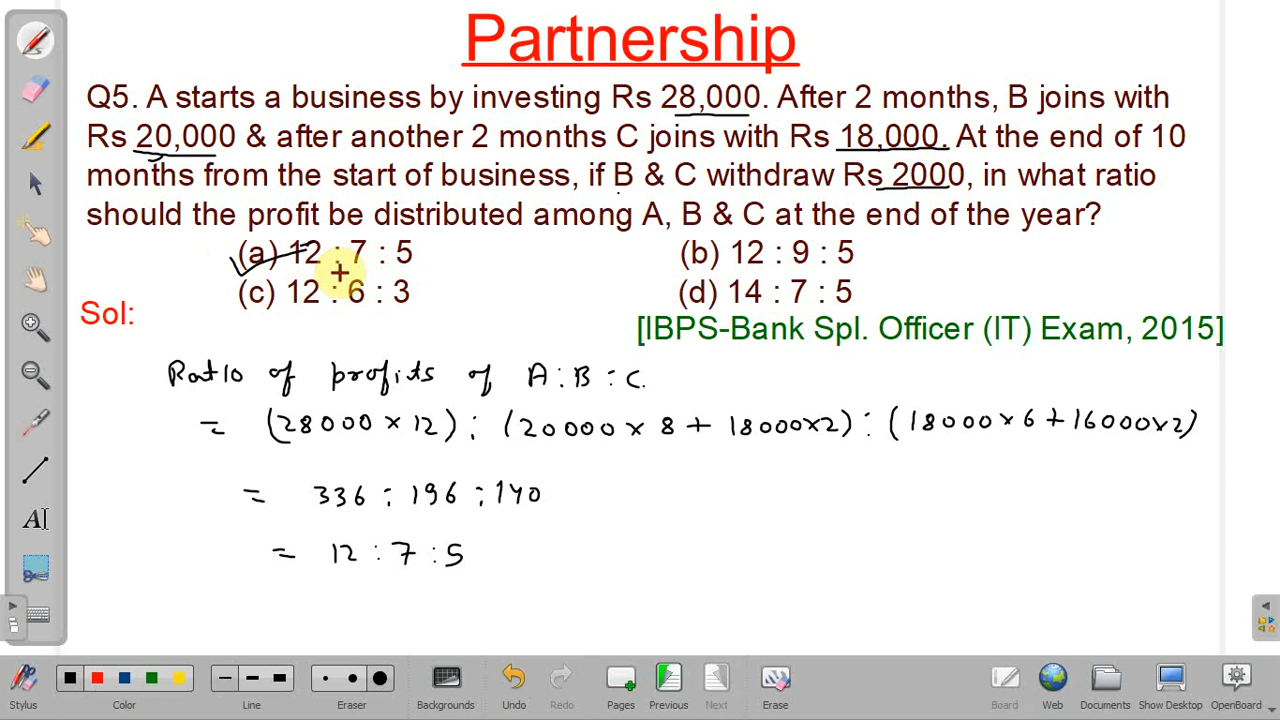 Partnership
Q5. A starts a business by investing Rs 28,000. After 2 months, B joins with
Rs 20,000 & after another 2 months C joins with Rs 18,000. At the end of 10
months from the start of business, if B & C withdraw Rs 2000, in what ratio
should the profit be distributed among A, B & C at the end of the year?
(a) 12 : 7 : 5 (b) 12 : 9 : 5
(c) 12 : 6 : 3 (d) 14 : 7 : 5
Sol:
[IBPS-Bank Spl. Officer (IT) Exam, 2015]
Ratio of profits of A : B : C.
= (28000 × 12) : (20000 × 8 + 18000×2) : (18000×6 + 16000×2)
= 336 : 196 : 140
= 12 : 7 : 5
Stylus Color Line Eraser Backgrounds Undo Redo Pages Previous Next Erase Board Web Documents Show Desktop OpenBoard